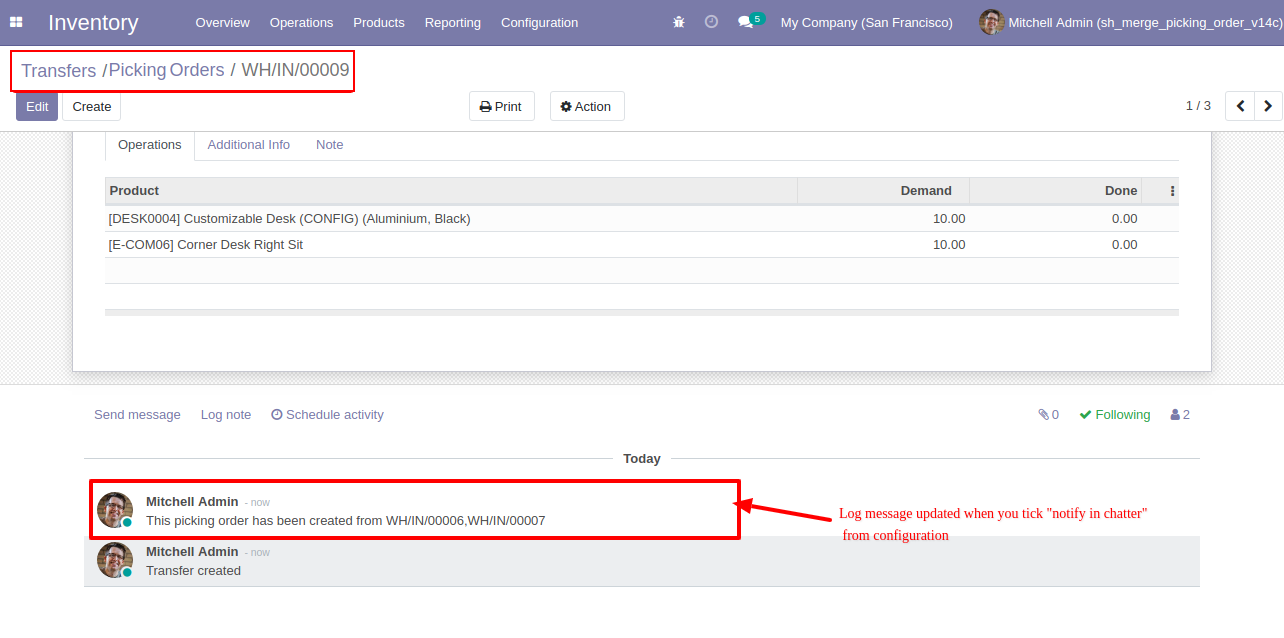 Inventory Overview Operations Products Reporting Configuration 5 My Company (San Francisco) Mitchell Admin (sh_merge_picking_order_v14c)
Transfers /Picking Orders / WH/IN/00009
Edit Create Print Action 1 / 3
Operations Additional Info Note
Product Demand Done
[DESK0004] Customizable Desk (CONFIG) (Aluminium, Black) 10.00 0.00
[E-COM06] Corner Desk Right Sit 10.00 0.00
Send message Log note Schedule activity 0 Following 2
Today
Mitchell Admin - now
This picking order has been created from WH/IN/00006,WH/IN/00007
Log message updated when you tick "notify in chatter"
from configuration
Mitchell Admin - now
Transfer created